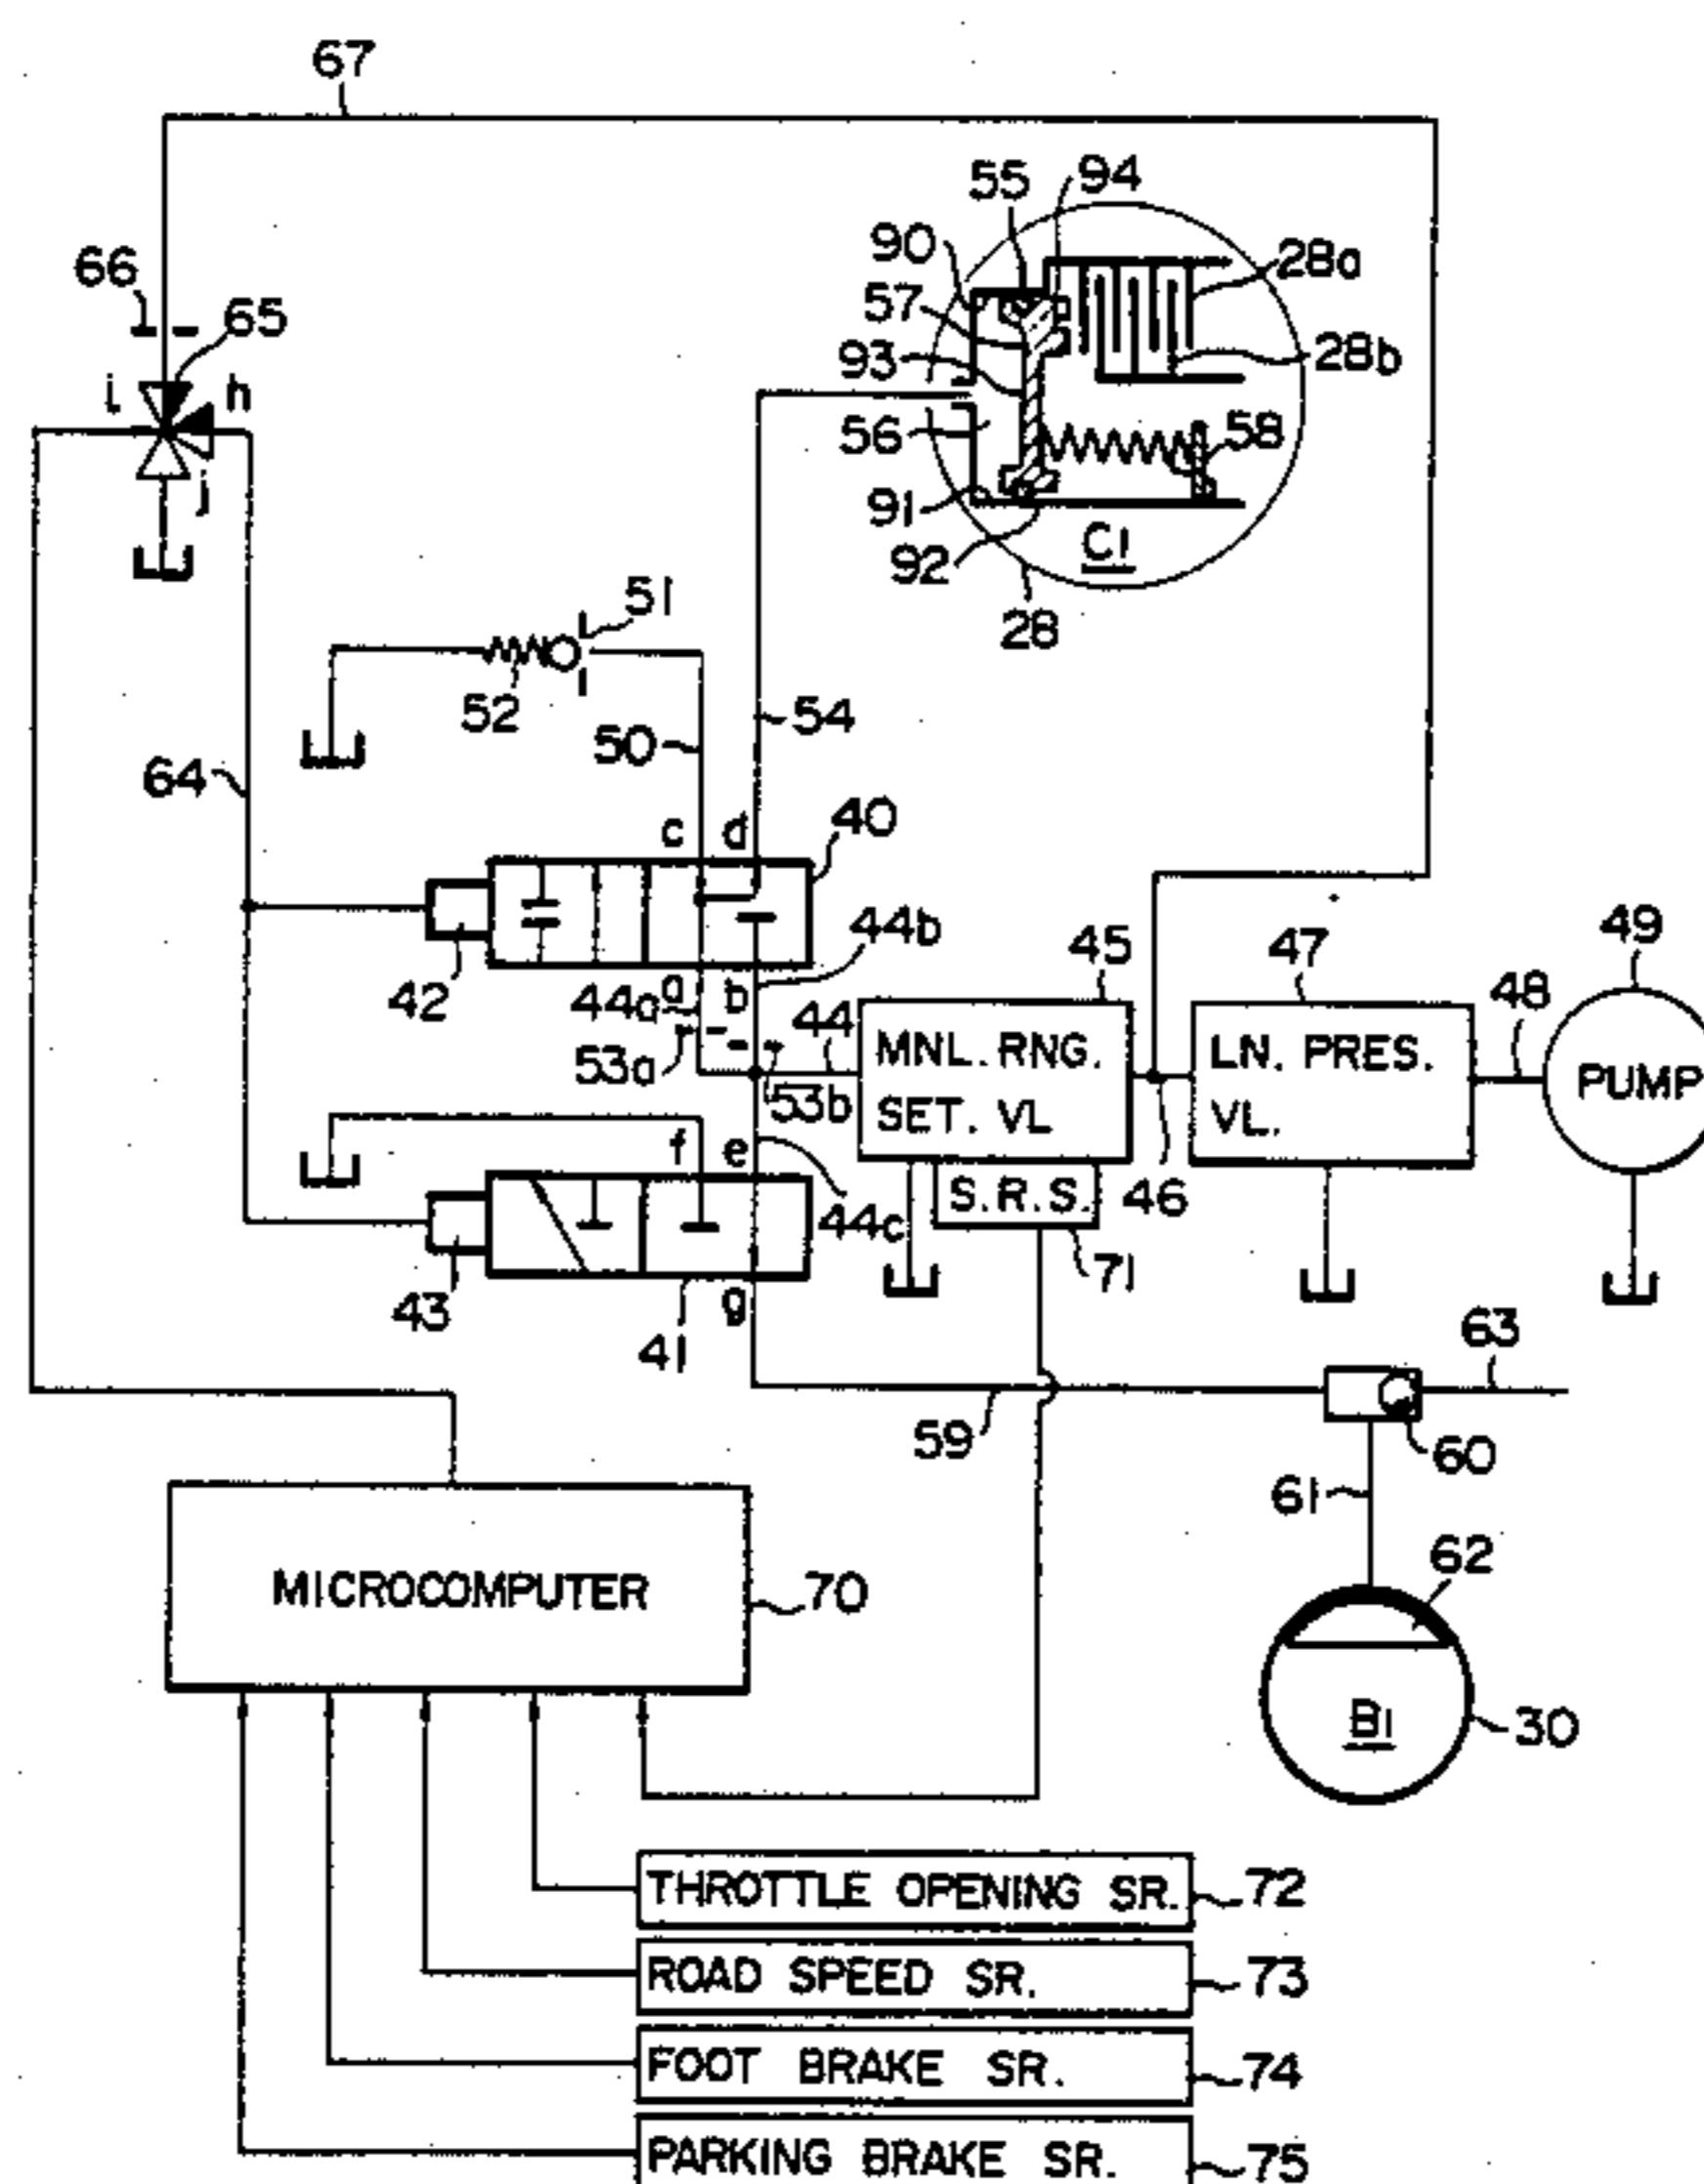 67
55
94
90
28a
66
65
57
i
h
93
28b
56
58
j
91
C1
92
51
28
52
54
50
64
c
d
40
44b
45
47
49
42
44a
a
b
44
48
53a
MNL. RNG.
SET. VL
LN. PRES.
VL.
PUMP
53b
f
e
S.R.S.
46
44c
71
43
g
41
63
59
60
61
62
MICROCOMPUTER
70
B1
30
THROTTLE OPENING SR.
72
ROAD SPEED SR.
73
FOOT BRAKE SR.
74
PARKING BRAKE SR.
75